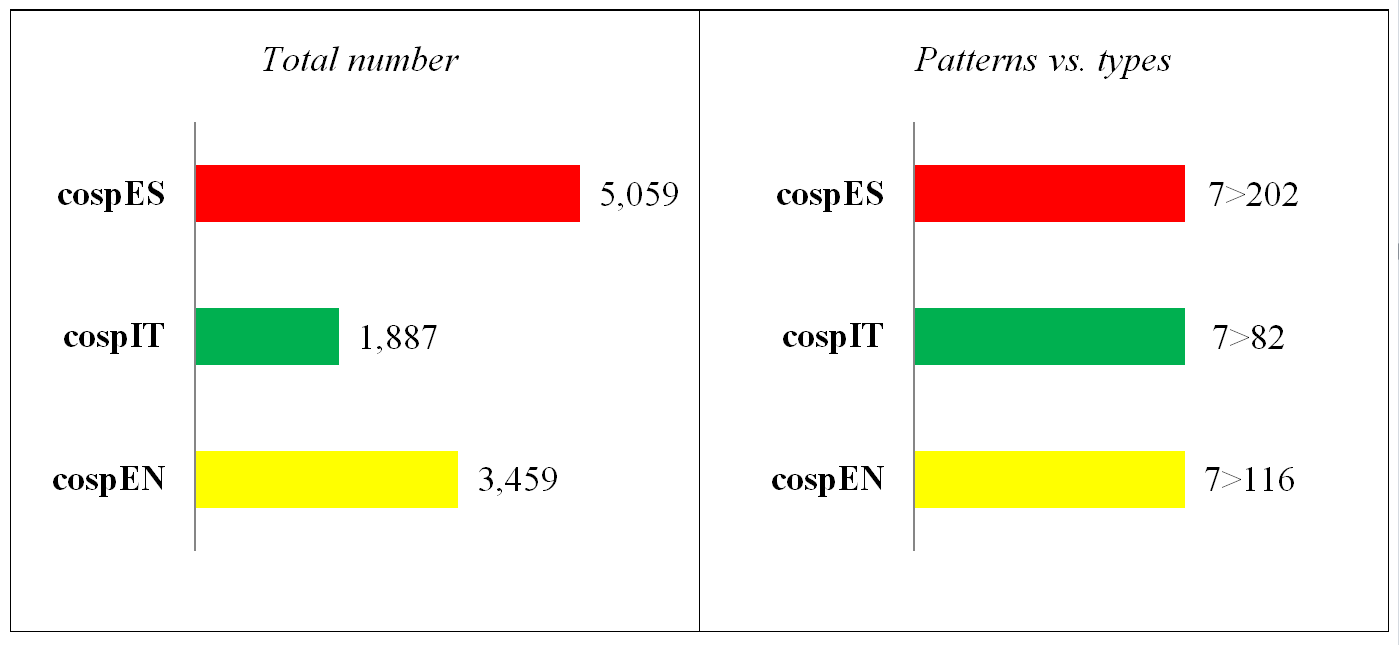 Total number
cospES 5,059
cospIT 1,887
cospEN 3,459
Patterns vs. types
cospES 7>202
cospIT 7>82
cospEN 7>116